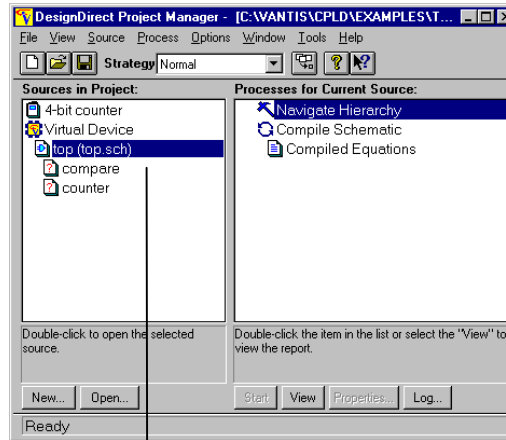 DesignDirect Project Manager - [C:\VANTIS\CPLD\EXAMPLES\T...
File View Source Process Options Window Tools Help
Strategy Normal
Sources in Project:
4-bit counter
Virtual Device
top (top.sch)
compare
counter
Double-click to open the selected
source.
New... Open...
Processes for Current Source:
Navigate Hierarchy
Compile Schematic
Compiled Equations
Double-click the item in the list or select the "View" to
view the report.
Start View Properties... Log...
Ready